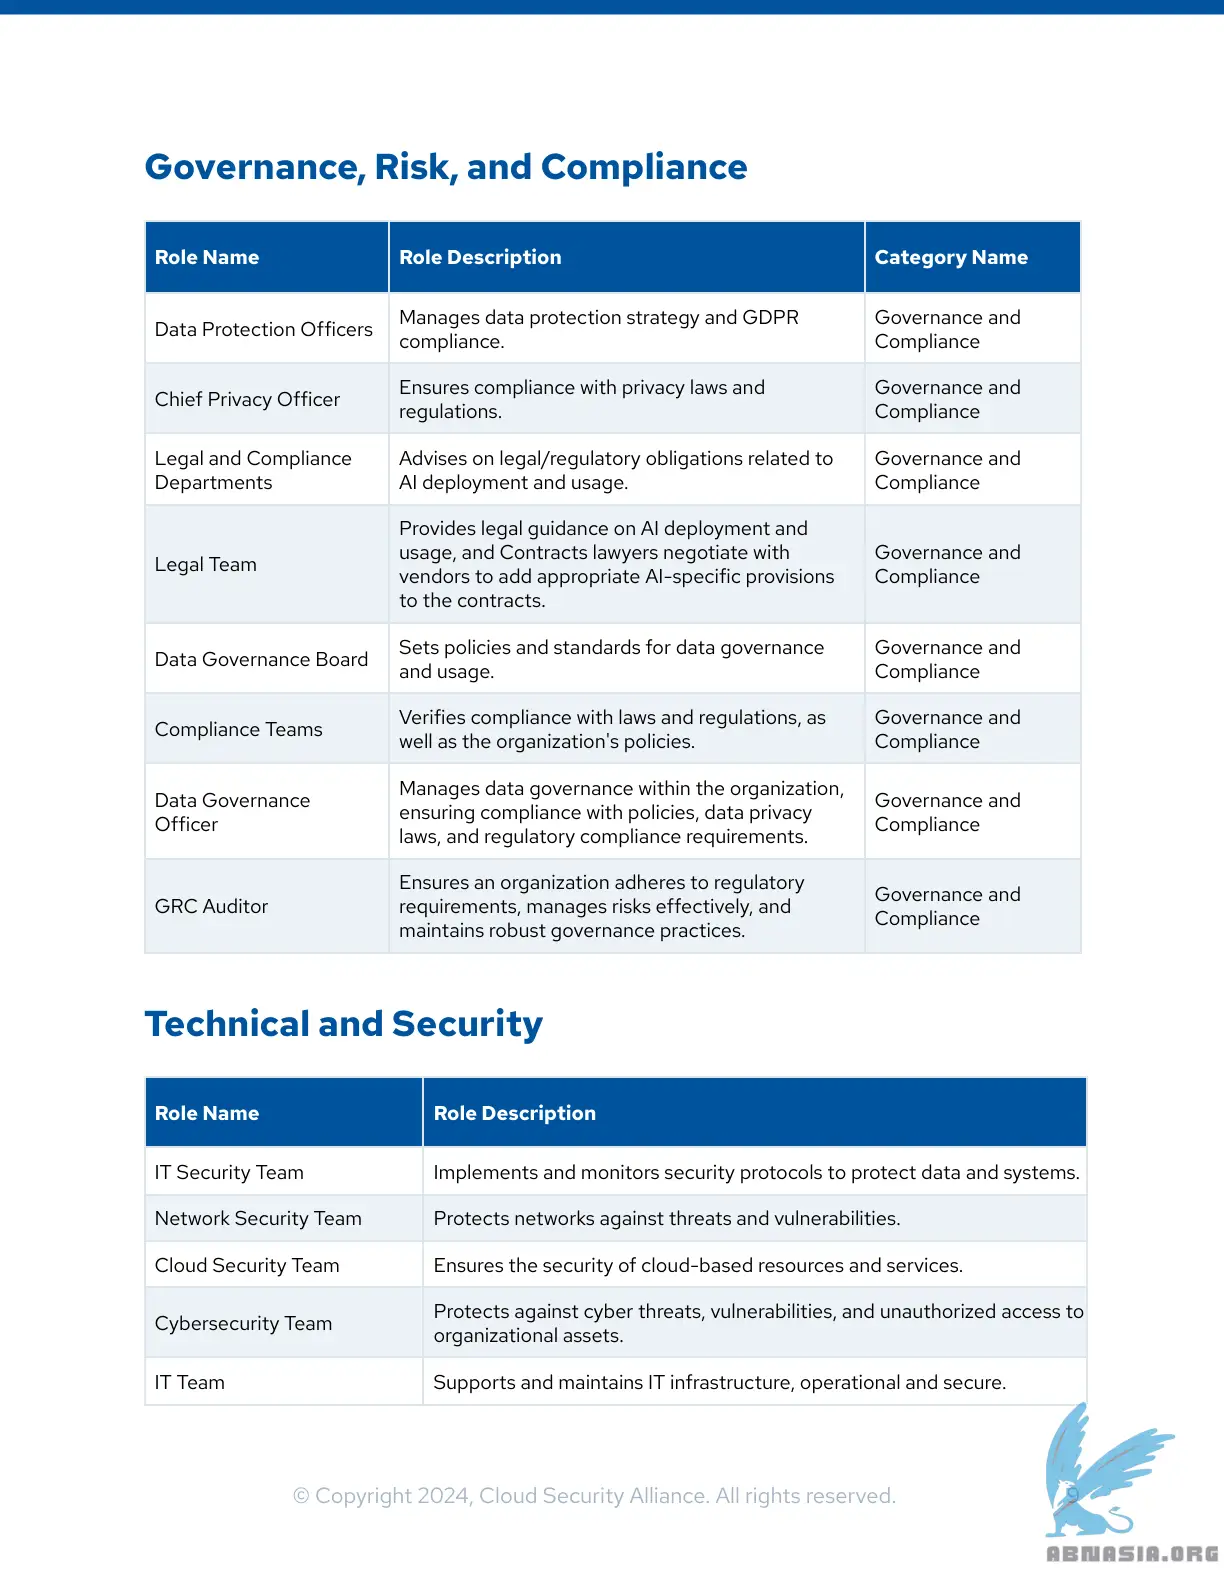 Governance, Risk, and Compliance
Role Name
Role Description
Category Name
Data Protection Officers
Manages data protection strategy and GDPR
compliance.
Governance and
Compliance
Chief Privacy Officer
Ensures compliance with privacy laws and
regulations.
Governance and
Compliance
Legal and Compliance
Departments
Advises on legal/regulatory obligations related to
AI deployment and usage.
Governance and
Compliance
Legal Team
Provides legal guidance on AI deployment and
usage, and Contracts lawyers negotiate with
vendors to add appropriate AI-specific provisions
to the contracts.
Governance and
Compliance
Data Governance Board
Sets policies and standards for data governance
and usage.
Governance and
Compliance
Compliance Teams
Verifies compliance with laws and regulations, as
well as the organization's policies.
Governance and
Compliance
Data Governance
Officer
Manages data governance within the organization,
ensuring compliance with policies, data privacy
laws, and regulatory compliance requirements.
Governance and
Compliance
GRC Auditor
Ensures an organization adheres to regulatory
requirements, manages risks effectively, and
maintains robust governance practices.
Governance and
Compliance
Technical and Security
Role Name
Role Description
IT Security Team
Implements and monitors security protocols to protect data and systems.
Network Security Team
Protects networks against threats and vulnerabilities.
Cloud Security Team
Ensures the security of cloud-based resources and services.
Cybersecurity Team
Protects against cyber threats, vulnerabilities, and unauthorized access to
organizational assets.
IT Team
Supports and maintains IT infrastructure, operational and secure.
© Copyright 2024, Cloud Security Alliance. All rights reserved.
9
ABNASIA.ORG